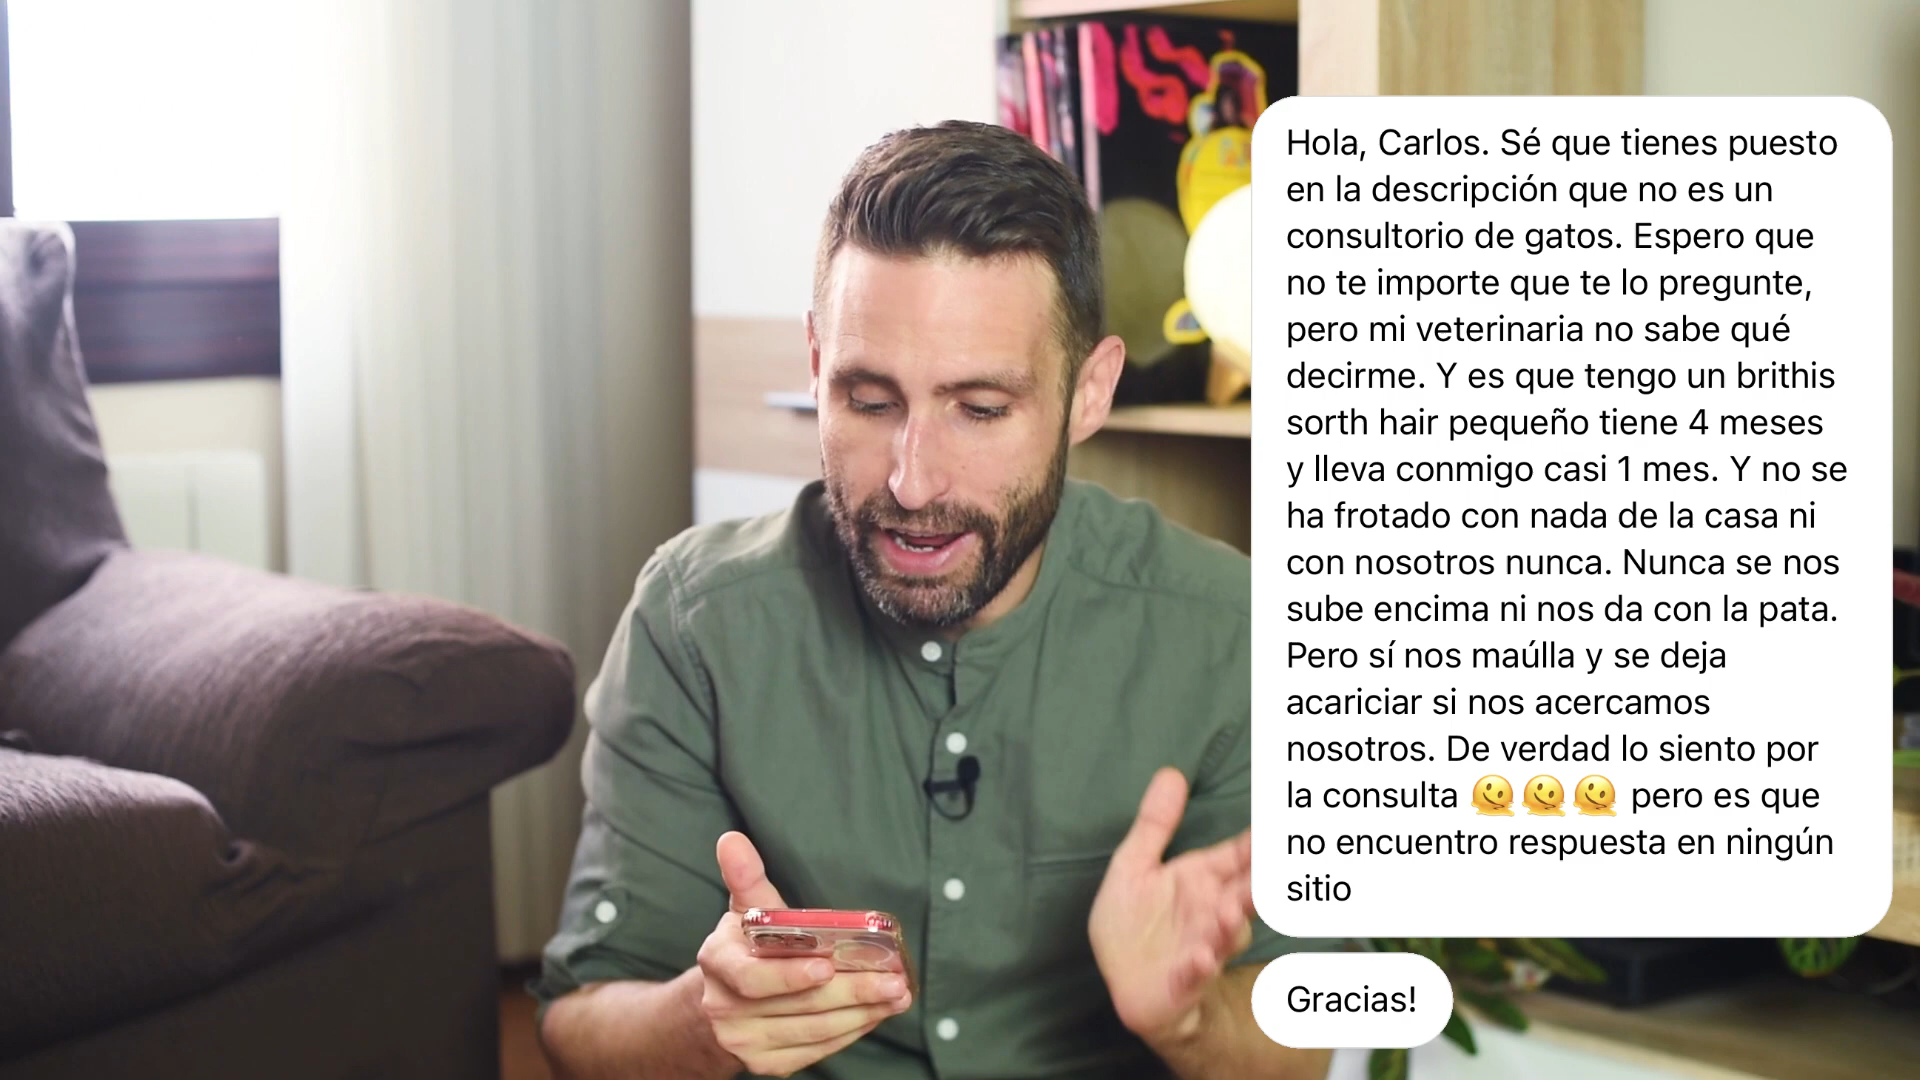 Hola, Carlos. Sé que tienes puesto
en la descripción que no es un
consultorio de gatos. Espero que
no te importe que te lo pregunte,
pero mi veterinaria no sabe qué
decirme. Y es que tengo un brithis
sorth hair pequeño tiene 4 meses
y lleva conmigo casi 1 mes. Y no se
ha frotado con nada de la casa ni
con nosotros nunca. Nunca se nos
sube encima ni nos da con la pata.
Pero sí nos maúlla y se deja
acariciar si nos acercamos
nosotros. De verdad lo siento por
la consulta 🫠🫠🫠 pero es que
no encuentro respuesta en ningún
sitio
Gracias!